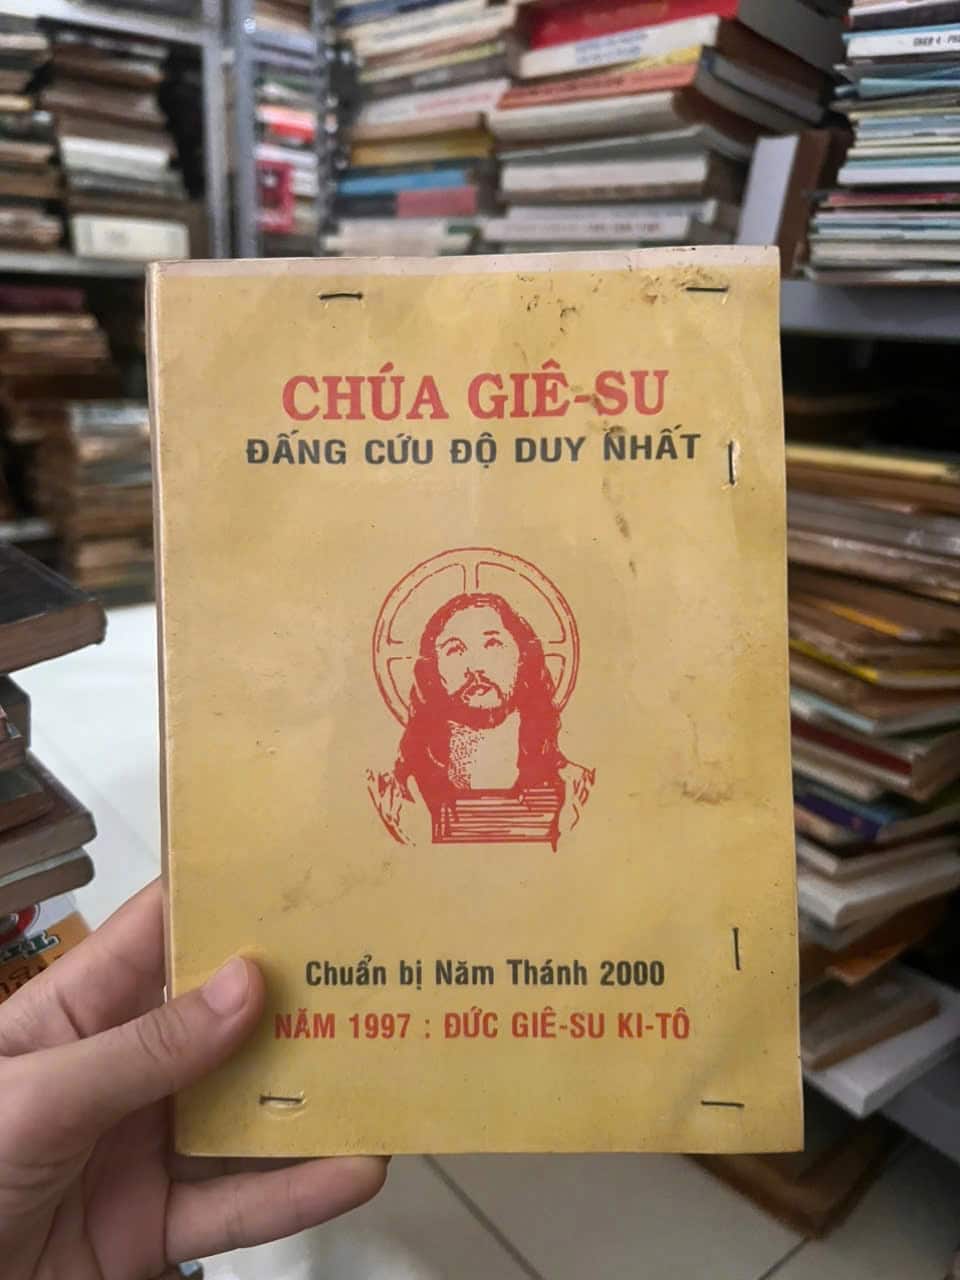 CHÚA GIÊ-SU
ĐẤNG CỨU ĐỘ DUY NHẤT
Chuẩn bị Năm Thánh 2000
NĂM 1997 : ĐỨC GIÊ-SU KI-TÔ